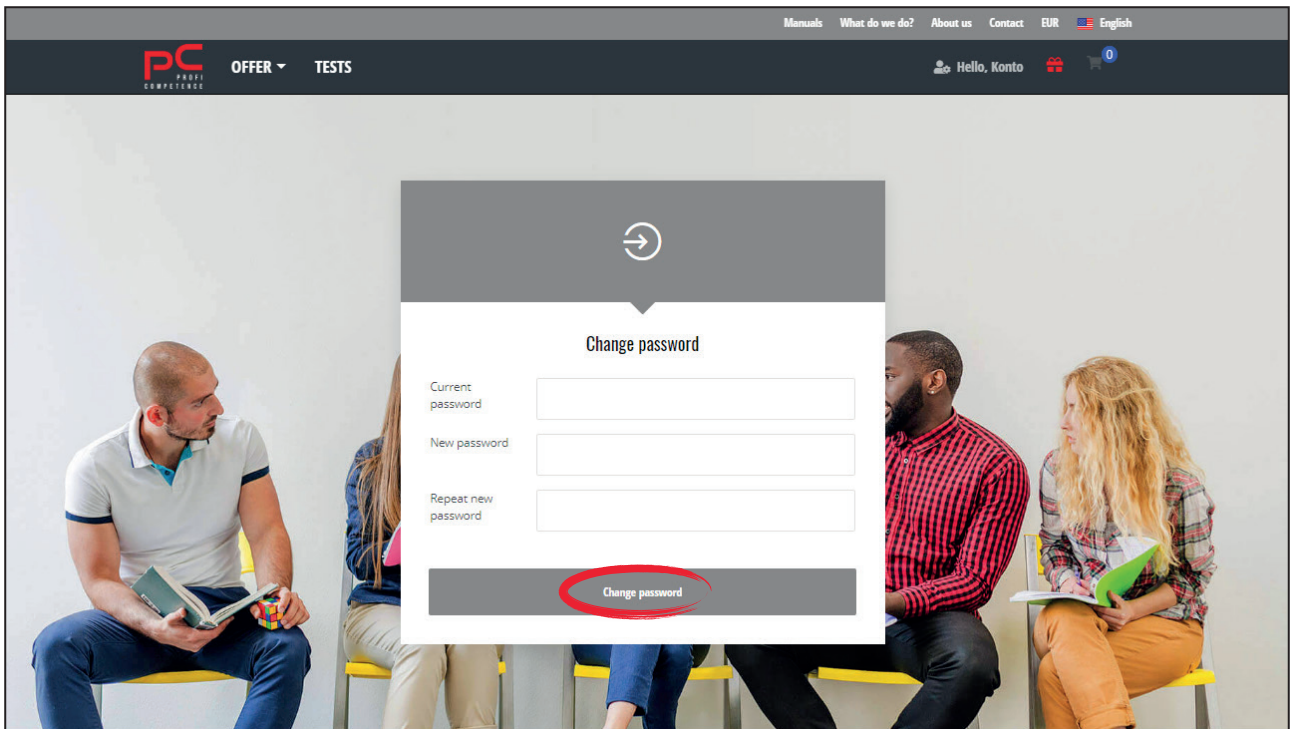 Manuals What do we do? About us Contact EUR English
PC
PROFI
COMPETENCE
OFFER TESTS Hello, Konto 0
Change password
Current
password
New password
Repeat new
password
Change password